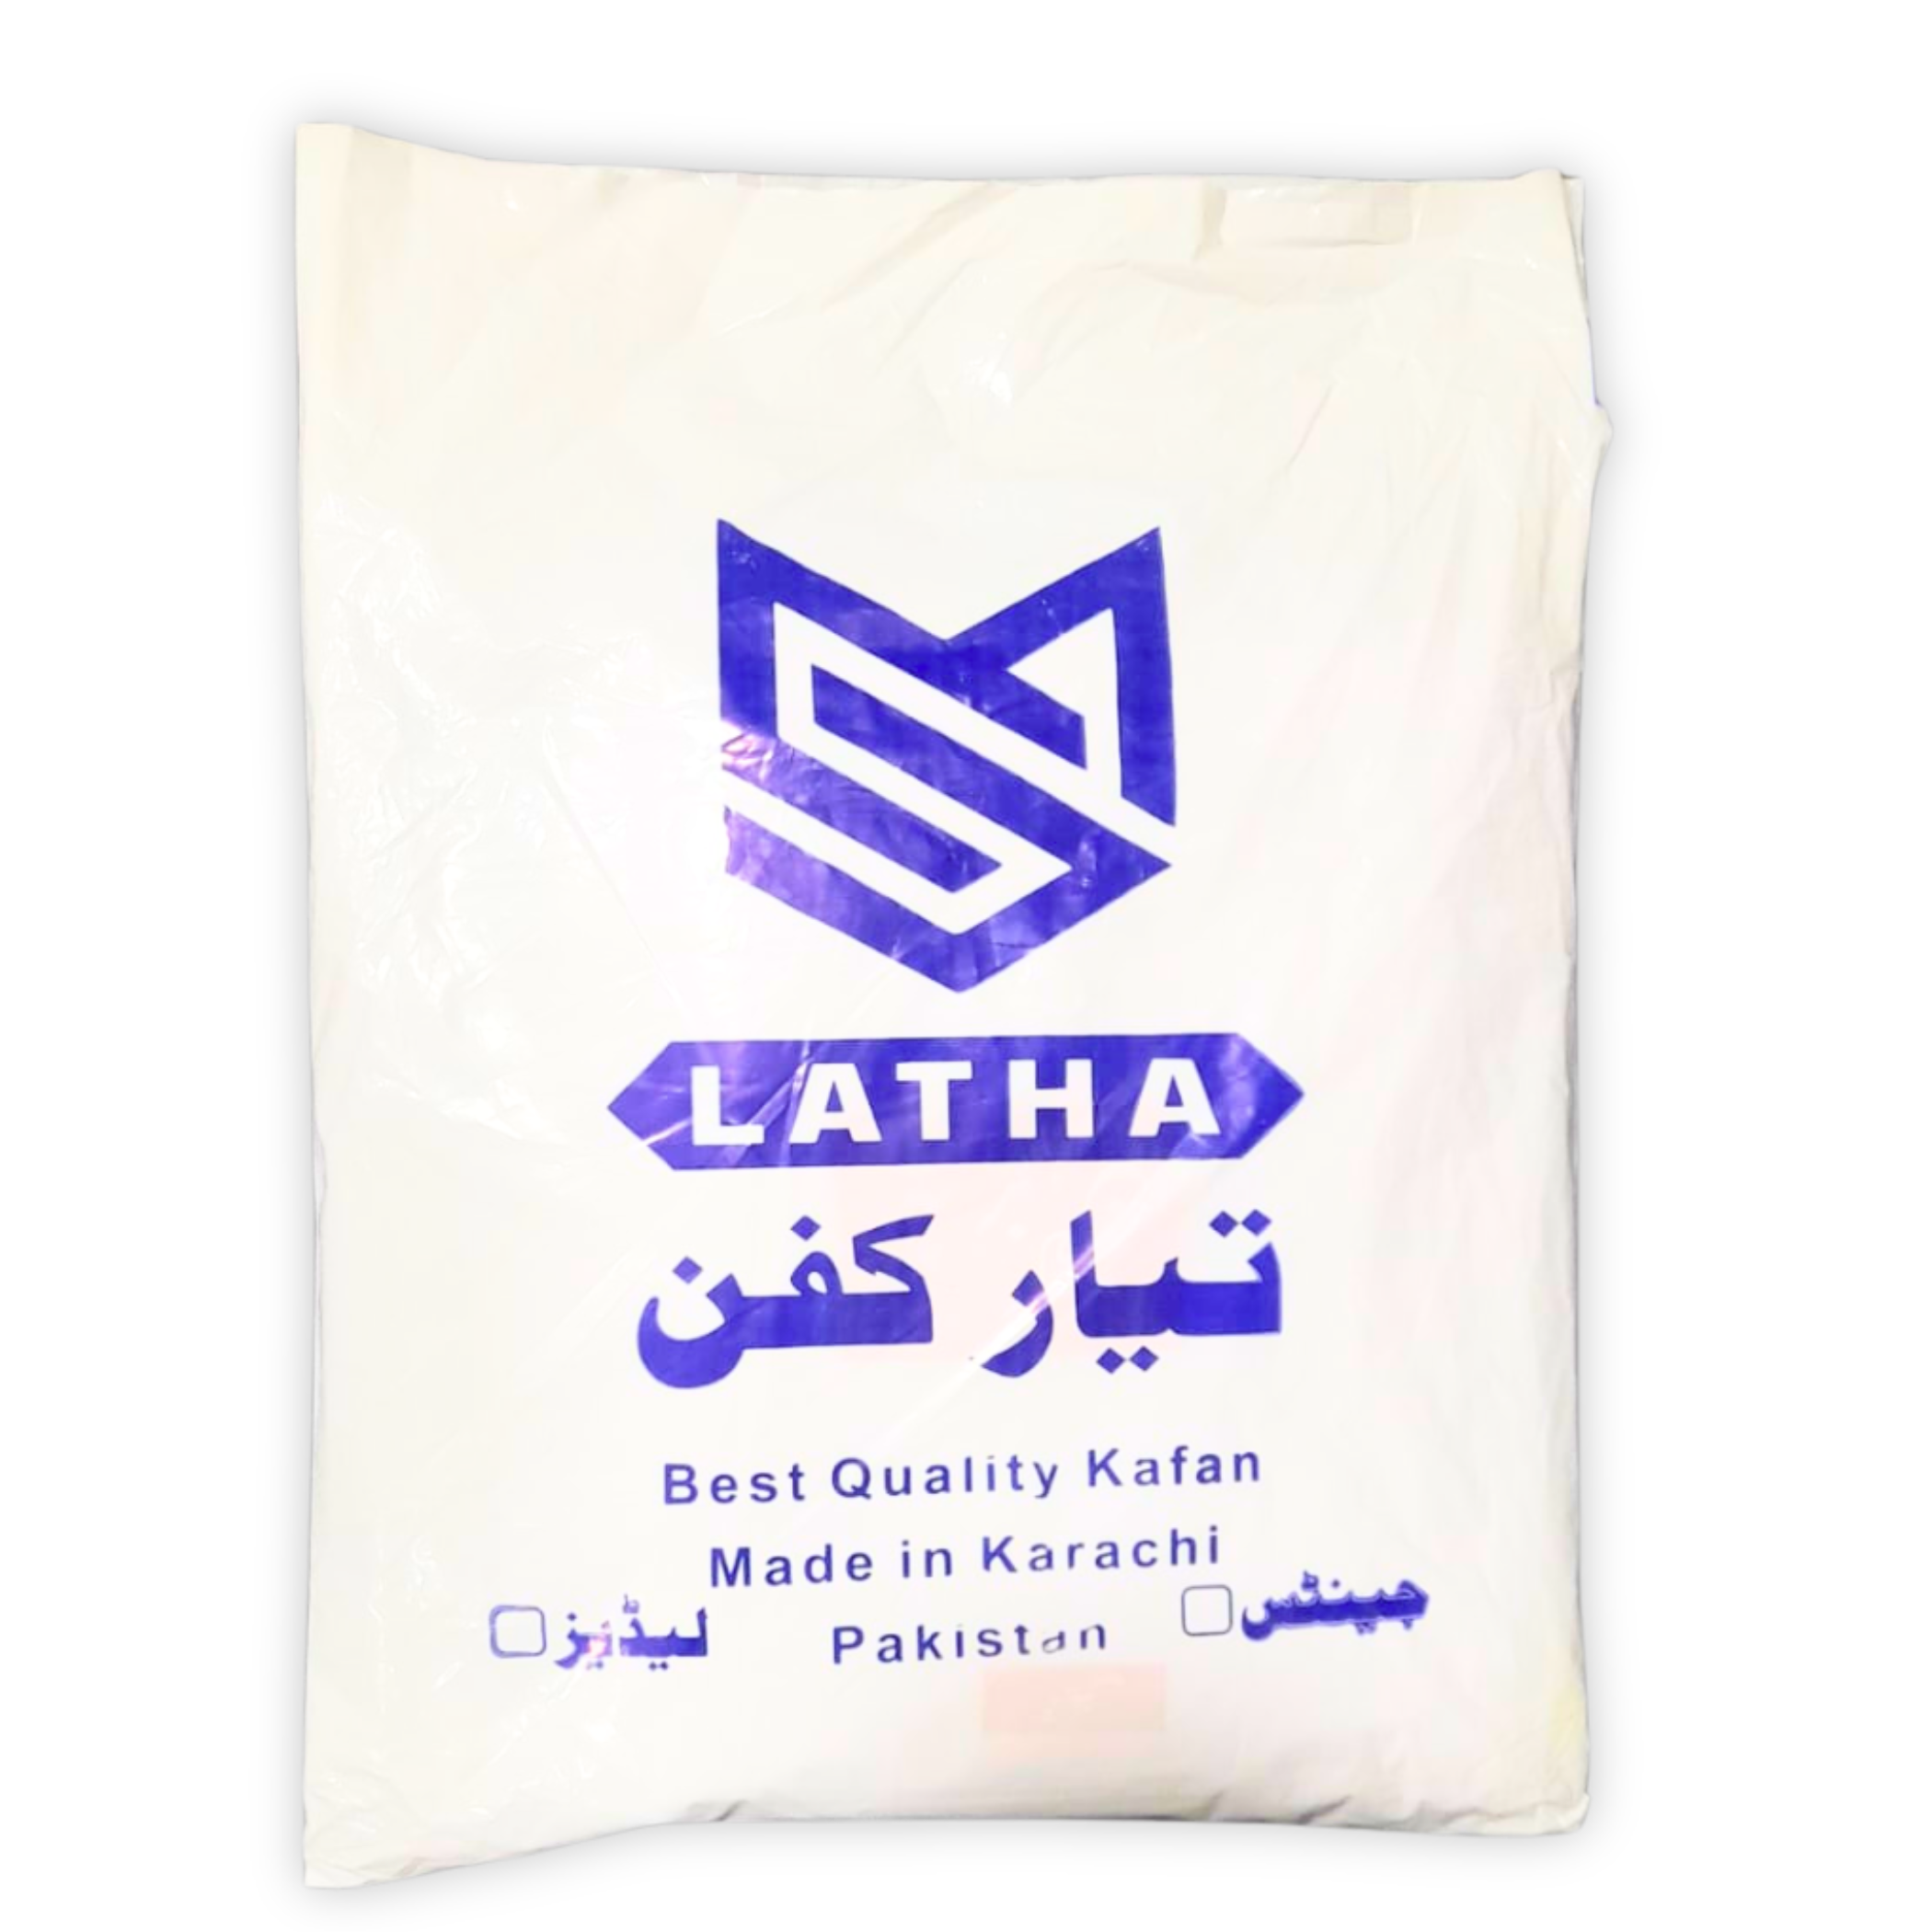 LATHA
تیار کفن
Best Quality Kafan
Made in Karachi
لیڈیز
Pakistan
جینٹس